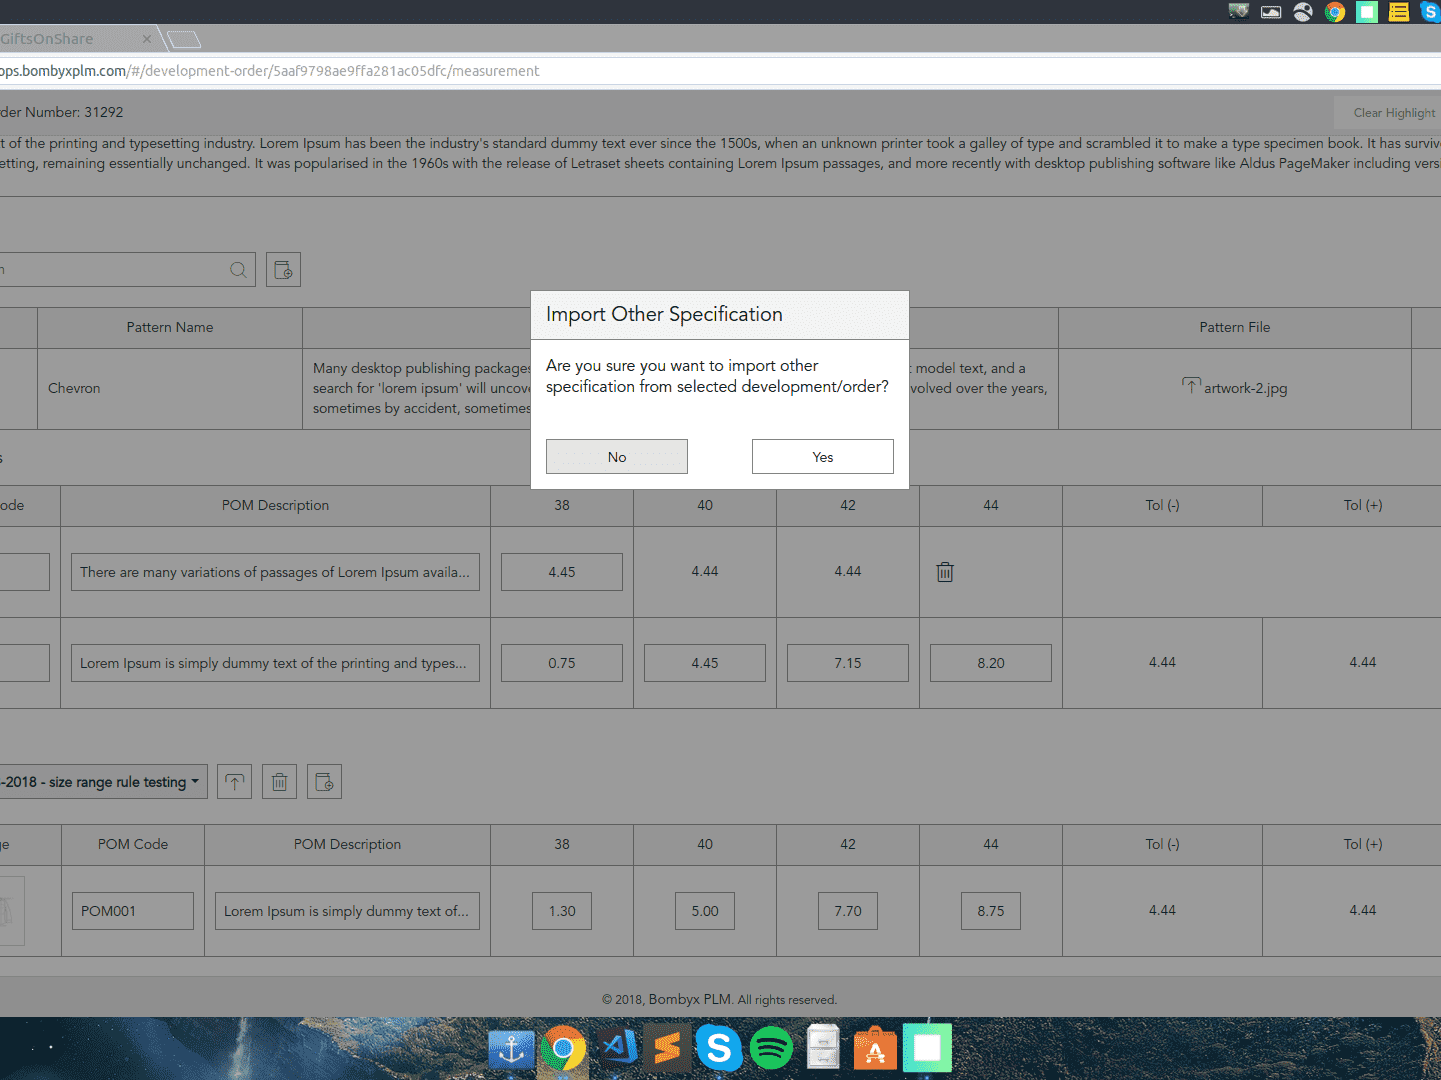 GiftsOnShare
ops.bombyxplm.com/#/development-order/5aaf9798ae9ffa281ac05dfc/measurement
der Number: 31292
Clear Highlight
t of the printing and typesetting industry. Lorem Ipsum has been the industry's standard dummy text ever since the 1500s, when an unknown printer took a galley of type and scrambled it to make a type specimen book. It has surviv
etting, remaining essentially unchanged. It was popularised in the 1960s with the release of Letraset sheets containing Lorem Ipsum passages, and more recently with desktop publishing software like Aldus PageMaker including vers
n
Pattern Name
Pattern File
Chevron
Many desktop publishing packages
search for 'lorem ipsum' will uncov
sometimes by accident, sometimes
t model text, and a
volved over the years,
artwork-2.jpg
Import Other Specification
Are you sure you want to import other
specification from selected development/order?
No
Yes
s
ode
POM Description
38
40
42
44
Tol (-)
Tol (+)
There are many variations of passages of Lorem Ipsum availa...
4.45
4.44
4.44
Lorem Ipsum is simply dummy text of the printing and types...
0.75
4.45
7.15
8.20
4.44
4.44
-2018 - size range rule testing
ge
POM Code
POM Description
38
40
42
44
Tol (-)
Tol (+)
POM001
Lorem Ipsum is simply dummy text of...
1.30
5.00
7.70
8.75
4.44
4.44
© 2018, Bombyx PLM. All rights reserved.